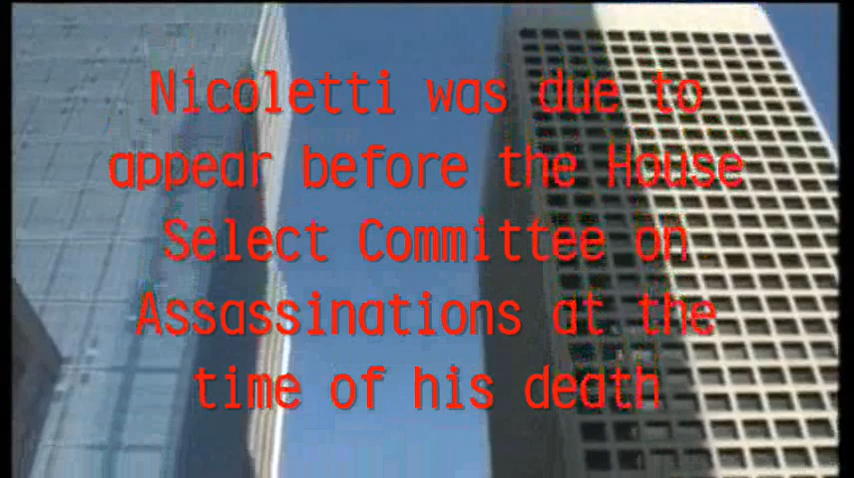 Nicoletti was due to
appear before the House
Select Committee on
Assassinations at the
time of his death